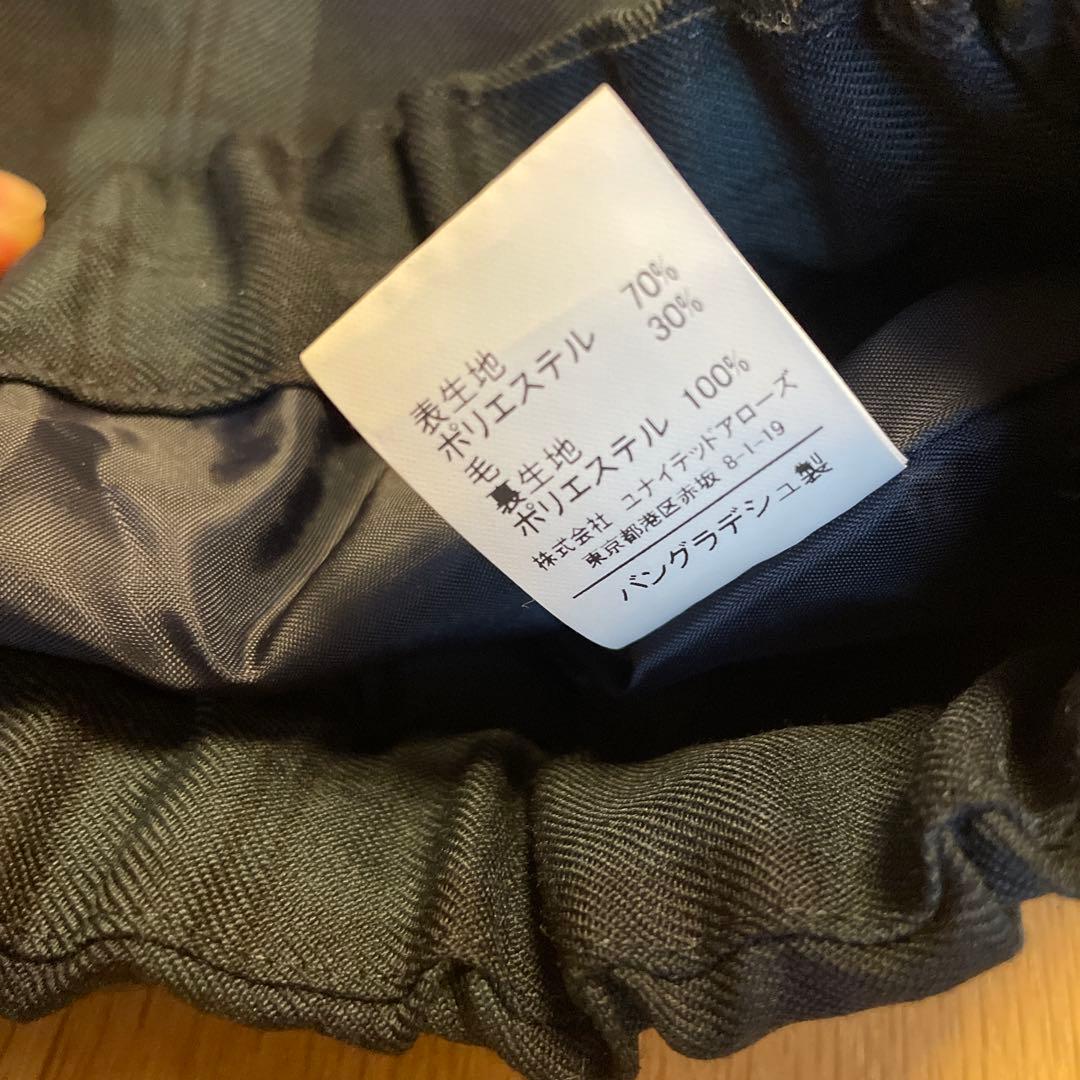 表生地
ポリエステル 70%
毛 30%
裏生地
ポリエステル 100%
株式会社 ユナイテッドアローズ
東京都港区赤坂 8-1-19
バングラデシュ製